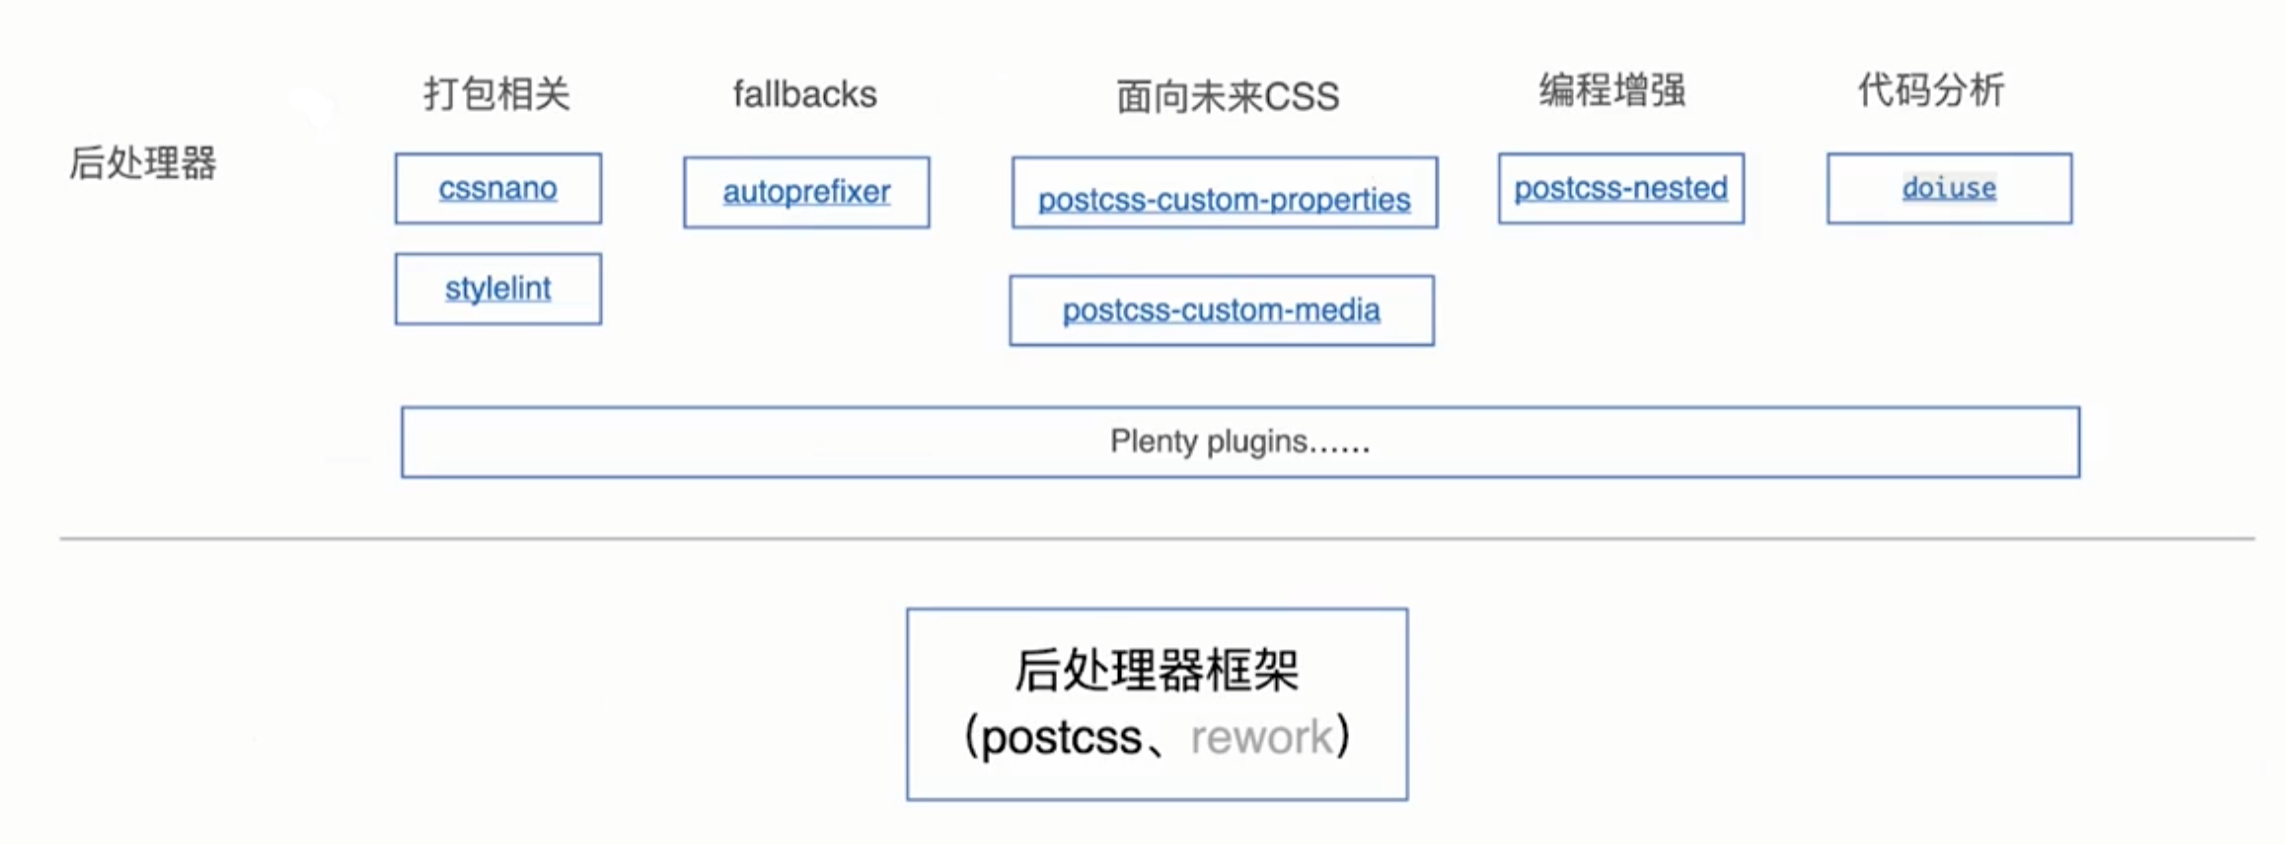 打包相关
fallbacks
面向未来CSS
编程增强
代码分析
后处理器
cssnano
autoprefixer
postcss-custom-properties
postcss-nested
doiuse
stylelint
postcss-custom-media
Plenty plugins……
后处理器框架
(postcss、rework)